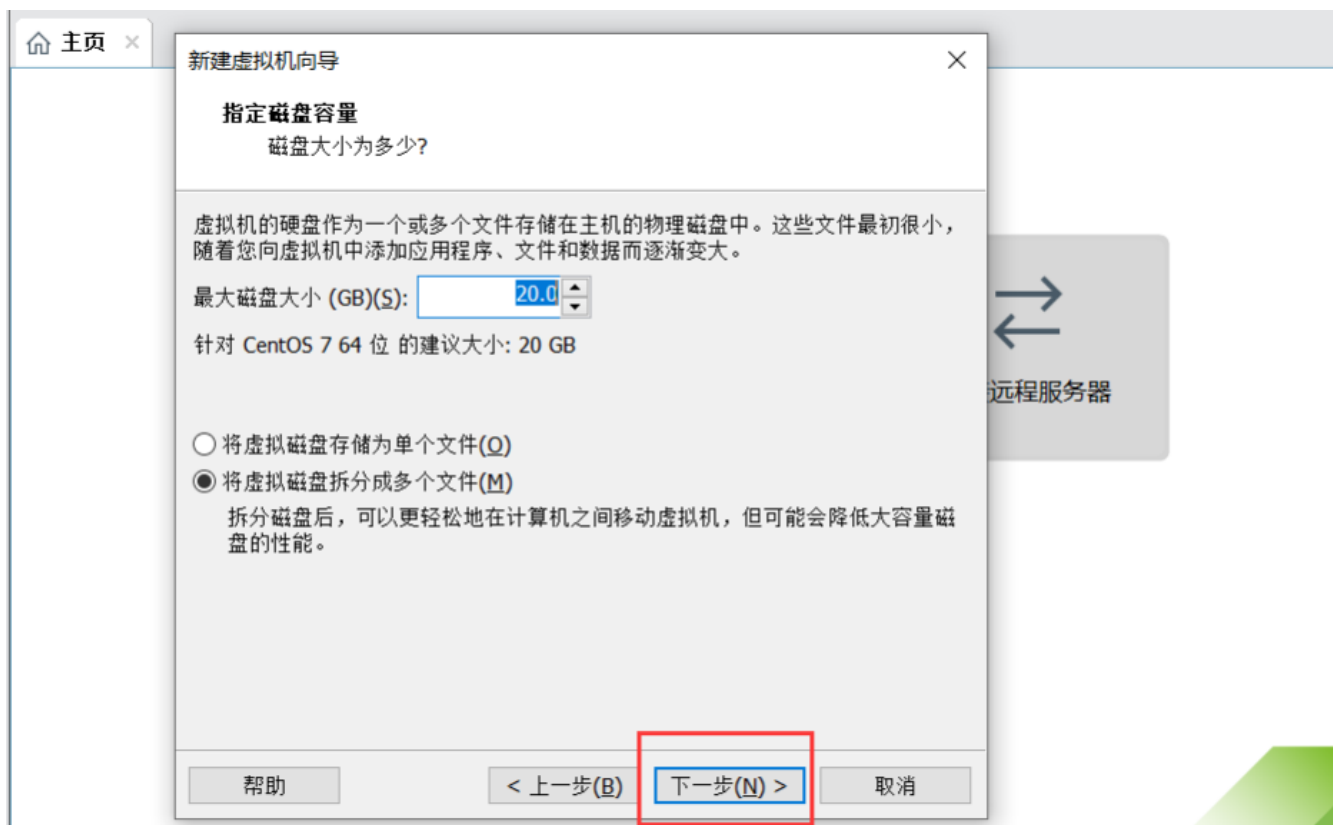 主页
新建虚拟机向导
指定磁盘容量
磁盘大小为多少?
虚拟机的硬盘作为一个或多个文件存储在主机的物理磁盘中。这些文件最初很小，
随着您向虚拟机中添加应用程序、文件和数据而逐渐变大。
最大磁盘大小 (GB)(S): 20.0
针对 CentOS 7 64 位 的建议大小: 20 GB
远程服务器
将虚拟磁盘存储为单个文件(O)
将虚拟磁盘拆分成多个文件(M)
拆分磁盘后，可以更轻松地在计算机之间移动虚拟机，但可能会降低大容量磁
盘的性能。
帮助 < 上一步(B) 下一步(N) > 取消